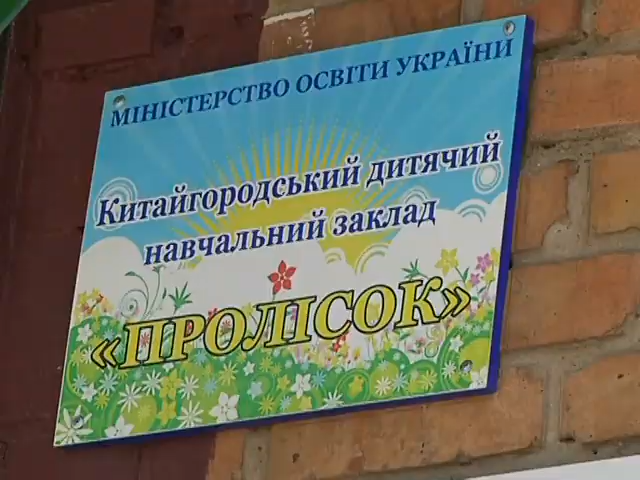 МІНІСТЕРСТВО ОСВІТИ УКРАЇНИ
Китайгородський дитячий
навчальний заклад
«ПРОЛІСОК»